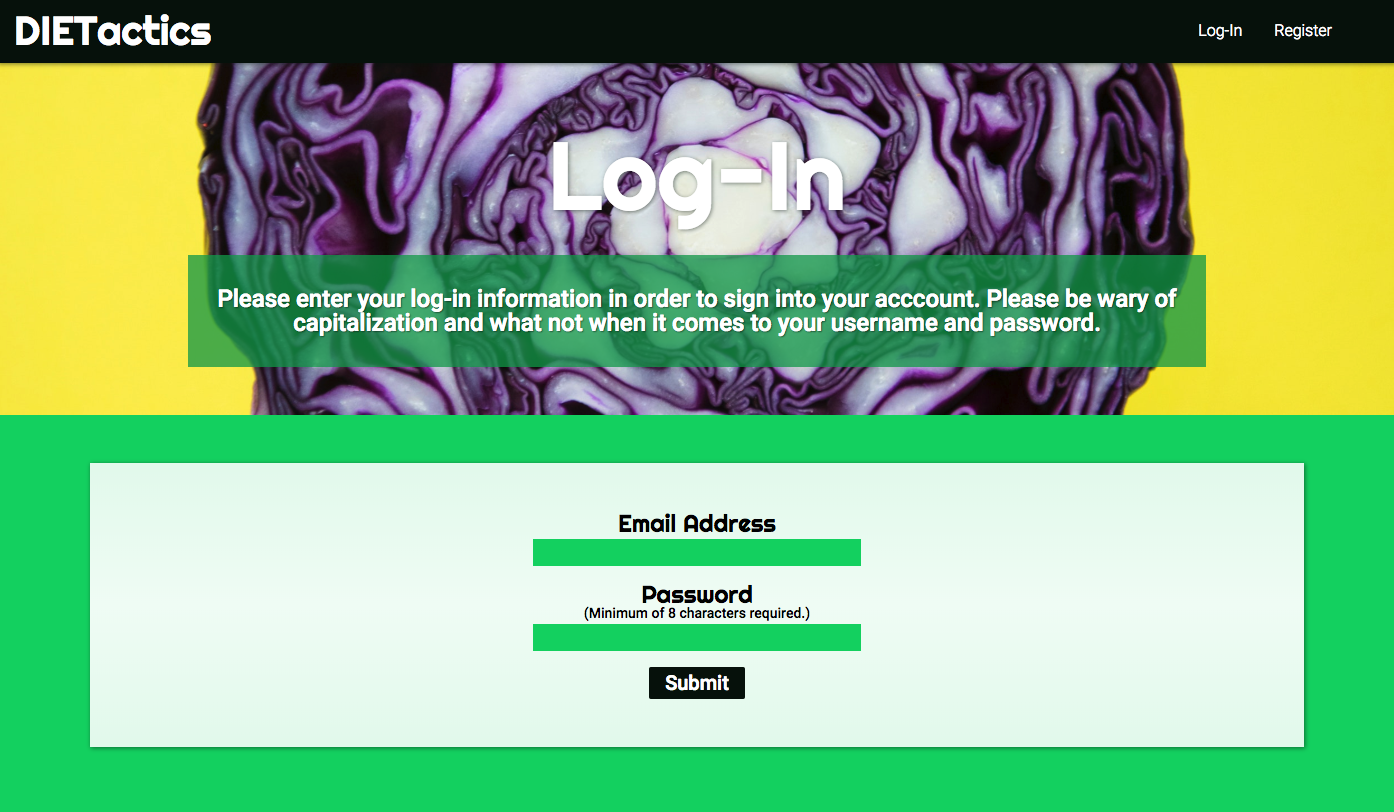 DIETactics
Log-In
Register
Log-In
Please enter your log-in information in order to sign into your acccount. Please be wary of
capitalization and what not when it comes to your username and password.
Email Address
Password
(Minimum of 8 characters required.)
Submit